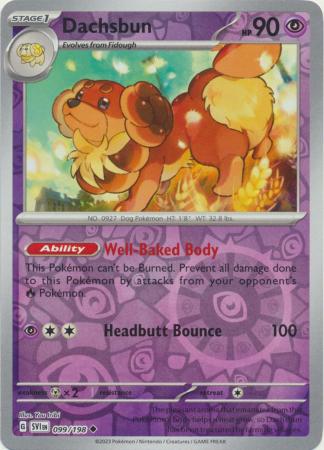 STAGE 1
Dachsbun
HP 90
Evolves from Fidough
NO. 0927 Dog Pokémon HT: 1'8" WT: 32.8 lbs.
Ability Well-Baked Body
This Pokémon can't be Burned. Prevent all damage done
to this Pokémon by attacks from your opponent's
Pokémon.
Headbutt Bounce 100
weakness ×2 resistance retreat
Illus. You Iribi
G SVI EN 099/198
©2023 Pokémon / Nintendo / Creatures / GAME FREAK